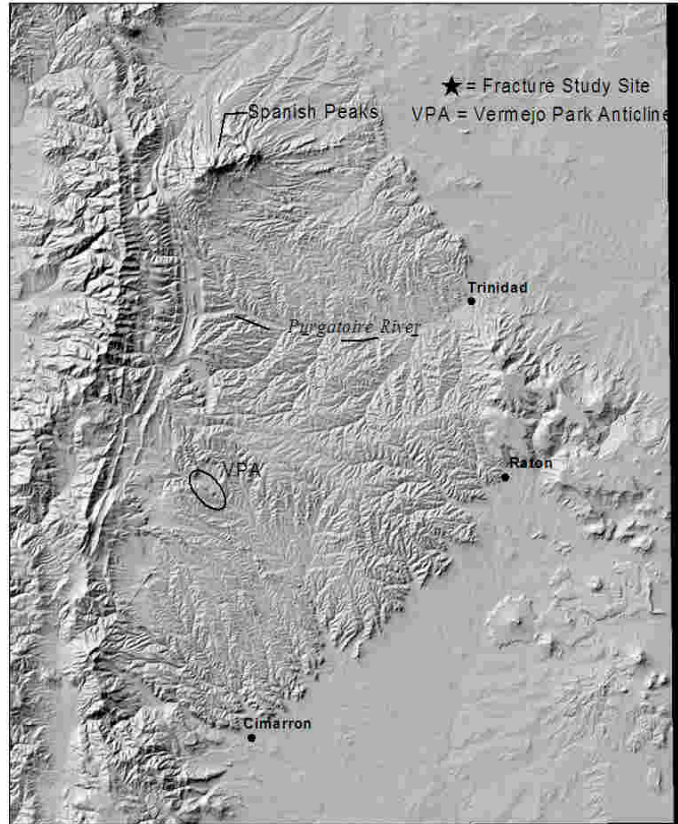 ★= Fracture Study Site
Spanish Peaks
VPA = Vermejo Park Anticline
Trinidad
Purgatoire River
Raton
VPA
Cimarron